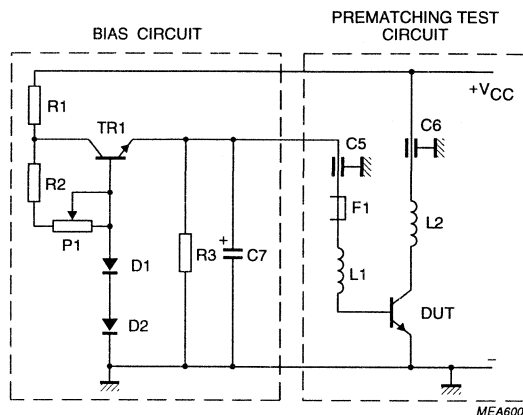 BIAS CIRCUIT
PREMATCHING TEST
CIRCUIT
R1
TR1
+VCC
C5
C6
R2
F1
P1
L2
D1
R3
+
C7
L1
D2
DUT
–
MEA600